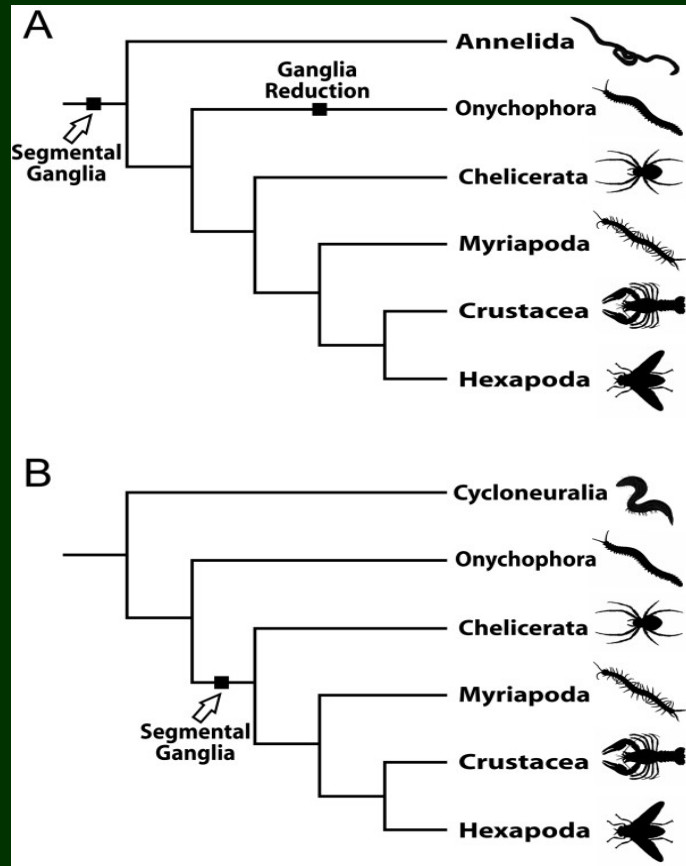 A
Annelida
Ganglia
Reduction
Onychophora
Segmental
Ganglia
Chelicerata
Myriapoda
Crustacea
Hexapoda
B
Cycloneuralia
Onychophora
Chelicerata
Segmental
Ganglia
Myriapoda
Crustacea
Hexapoda